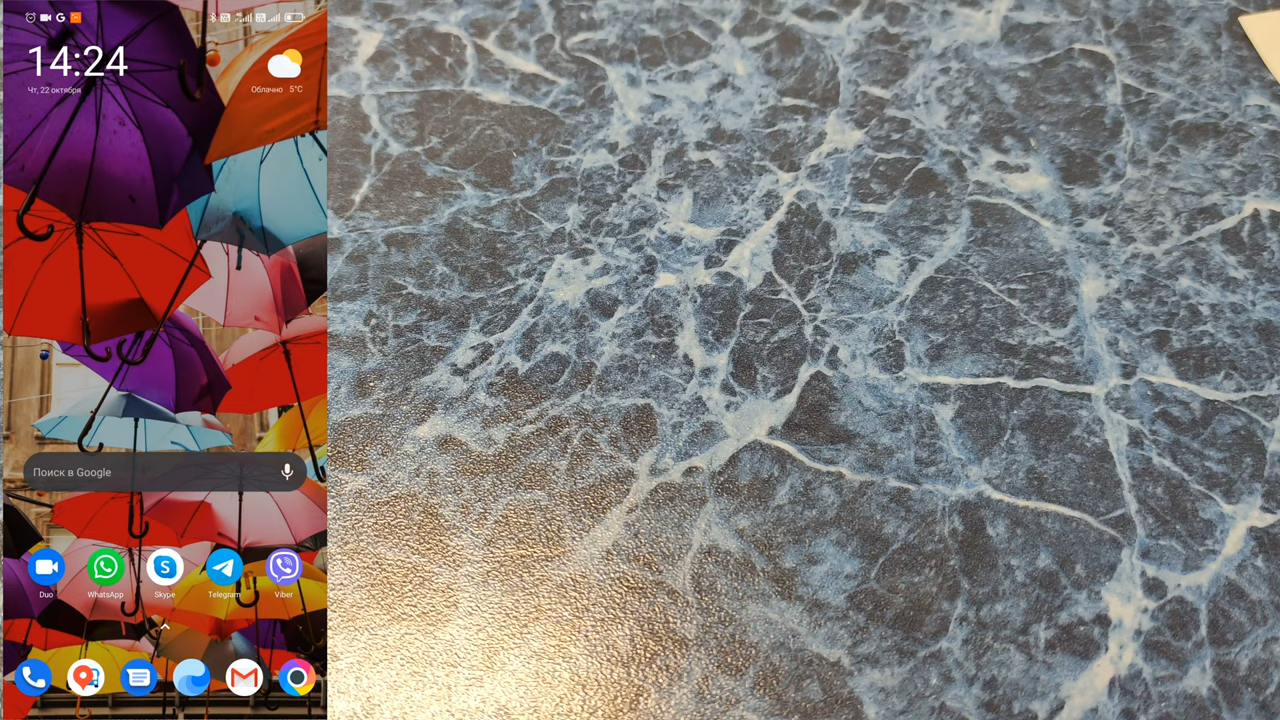 14:24
Чт, 22 октября
Облачно 5°C
Поиск в Google
Duo WhatsApp Skype Telegram Viber